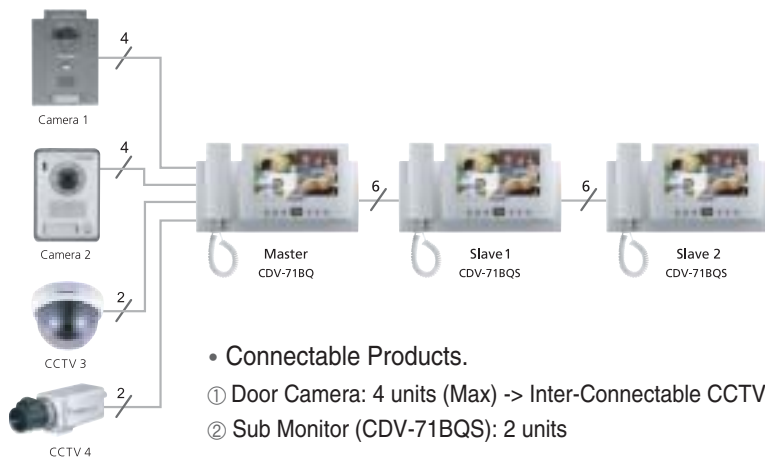 4
Camera 1
4
Camera 2
2
CCTV 3
2
CCTV 4
6
6
Master
CDV-71BQ
Slave1
CDV-71BQS
Slave 2
CDV-71BQS
• Connectable Products.
① Door Camera: 4 units (Max) -> Inter-Connectable CCTV
② Sub Monitor (CDV-71BQS): 2 units